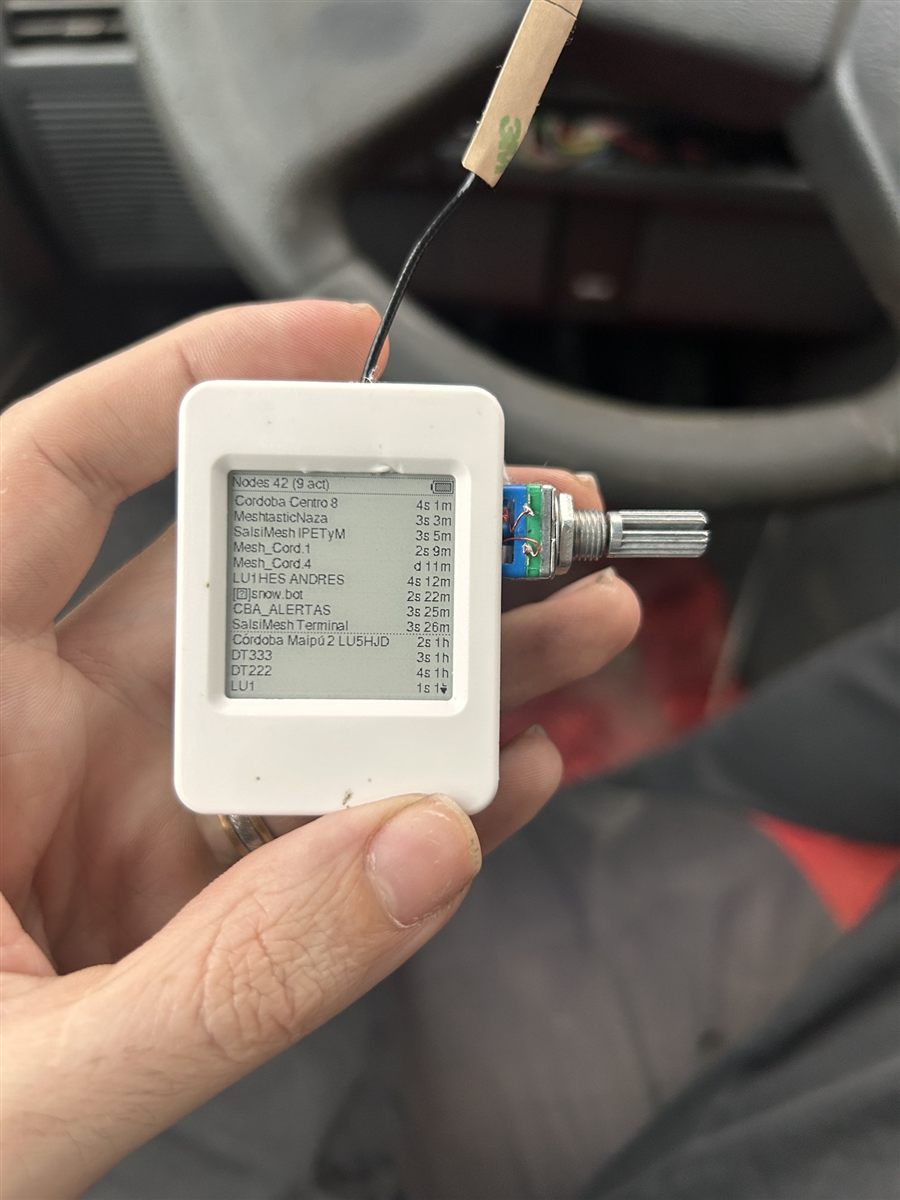 3M
Nodes 42 (9 act)
Cordoba Centro 8 4s 1m
MeshtasticNaza 3s 3m
SalsiMesh IPETyM 3s 5m
Mesh_Cord.1 2s 9m
Mesh_Cord.4 d 11m
LU1HES ANDRES 4s 12m
[?]snow.bot 2s 22m
CBA_ALERTAS 3s 25m
SalsiMesh Terminal 3s 26m
Córdoba Maipú 2 LU5HJD 2s 1h
DT333 3s 1h
DT222 4s 1h
LU1 1s 1h